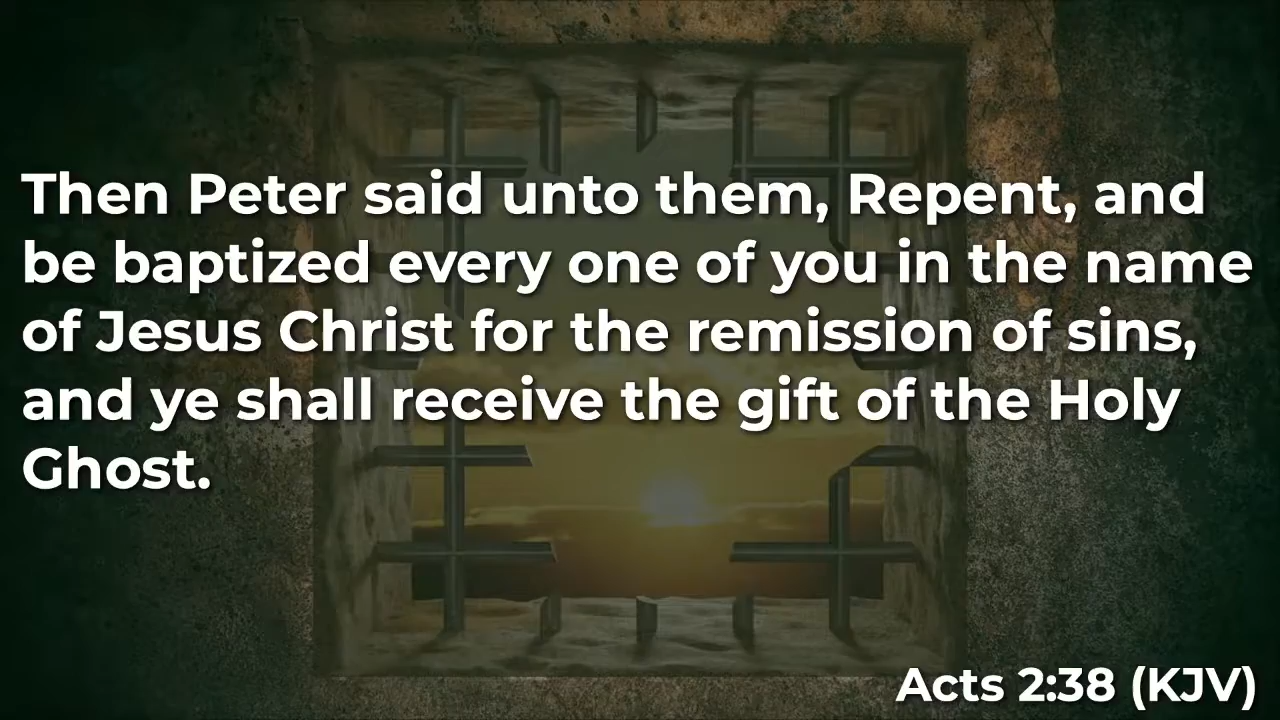 Then Peter said unto them, Repent, and
be baptized every one of you in the name
of Jesus Christ for the remission of sins,
and ye shall receive the gift of the Holy
Ghost.
Acts 2:38 (KJV)